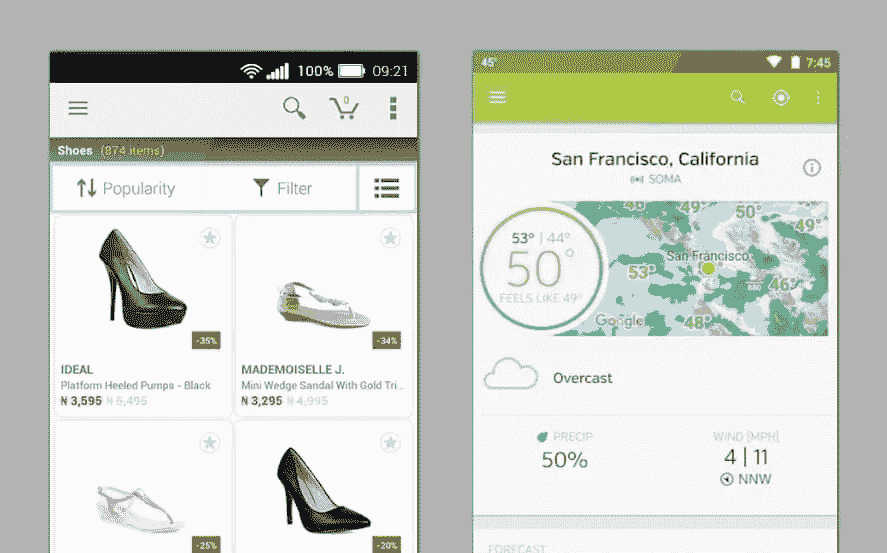 100% 09:21
0
Shoes (874 items)
Popularity Filter
-35%
IDEAL
Platform Heeled Pumps - Black
₦ 3,595 ₦ 5,495
-34%
MADEMOISELLE J.
Mini Wedge Sandal With Gold Tri..
₦ 3,295 ₦ 4,995
-25%
-20%
45° 7:45
San Francisco, California
SOMA
53° | 44°
50°
FEELS LIKE 49°
49°
50°
49°
San Francisco
53°
46°
48°
Google
Overcast
PRECIP
50%
WIND [MPH]
4 | 11
NNW
FORECAST